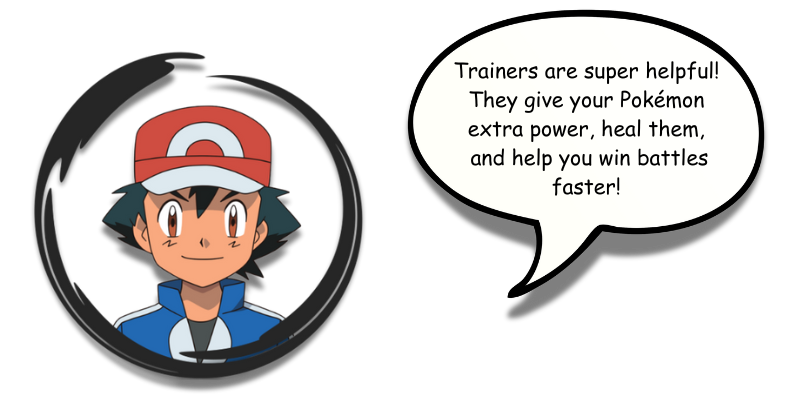 Trainers are super helpful!
They give your Pokémon
extra power, heal them,
and help you win battles
faster!